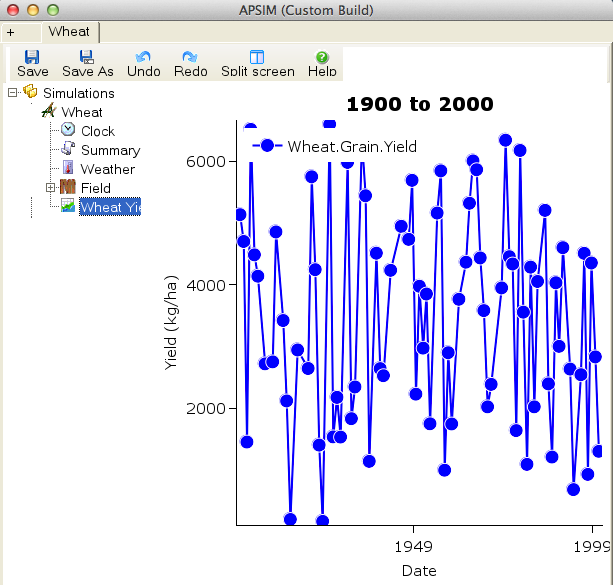 APSIM (Custom Build)
+ Wheat
Save Save As Undo Redo Split screen Help
Simulations
Wheat
Clock
Summary
Weather
Field
Wheat Yi
1900 to 2000
Wheat.Grain.Yield
Yield (kg/ha)
6000
4000
2000
1949 1999
Date